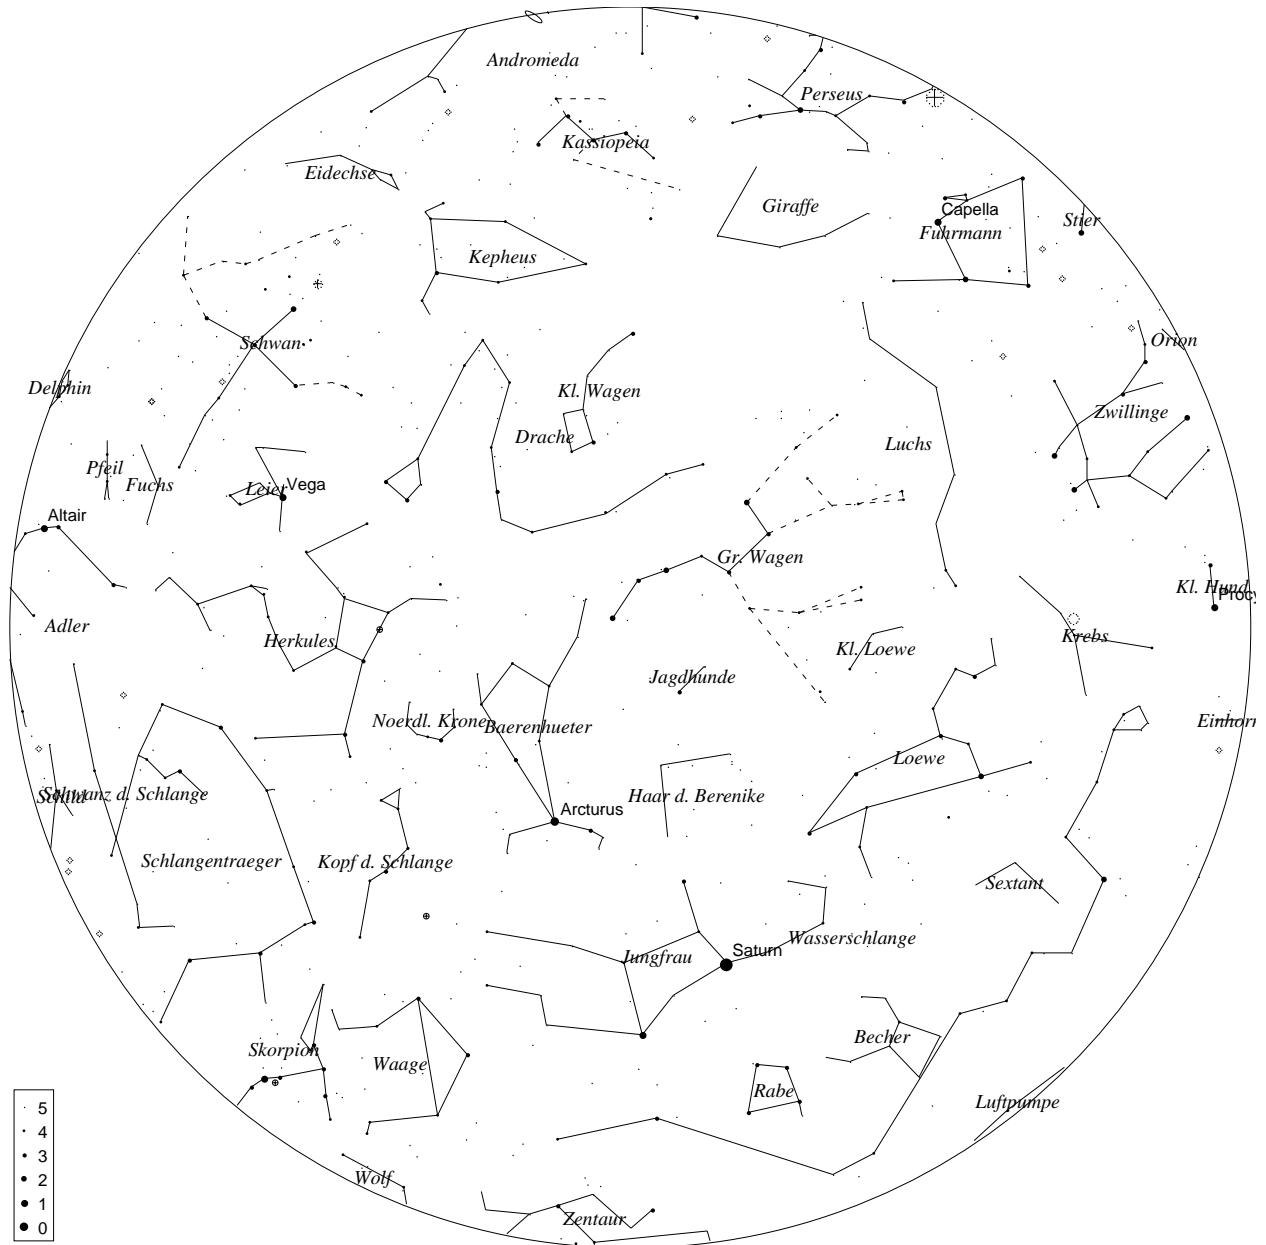 Andromeda
Perseus
Kassiopeia
Eidechse
Giraffe
Capella
Stier
Fuhrmann
Kepheus
Schwan
Orion
Delphin
Kl. Wagen
Zwillinge
Drache
Luchs
Pfeil
Fuchs
Leier
Vega
Altair
Gr. Wagen
Kl. Hund
Procy
Adler
Herkules
Krebs
Kl. Loewe
Jagdhunde
Noerdl. Krone
Baerenhueter
Einhorn
Loewe
Schild
Schwanz d. Schlange
Haar d. Berenike
Arcturus
Schlangentraeger
Kopf d. Schlange
Sextant
Wasserschlange
Jungfrau
Saturn
Becher
Skorpion
Waage
Rabe
Luftpumpe
Wolf
Zentaur
5
4
3
2
1
0